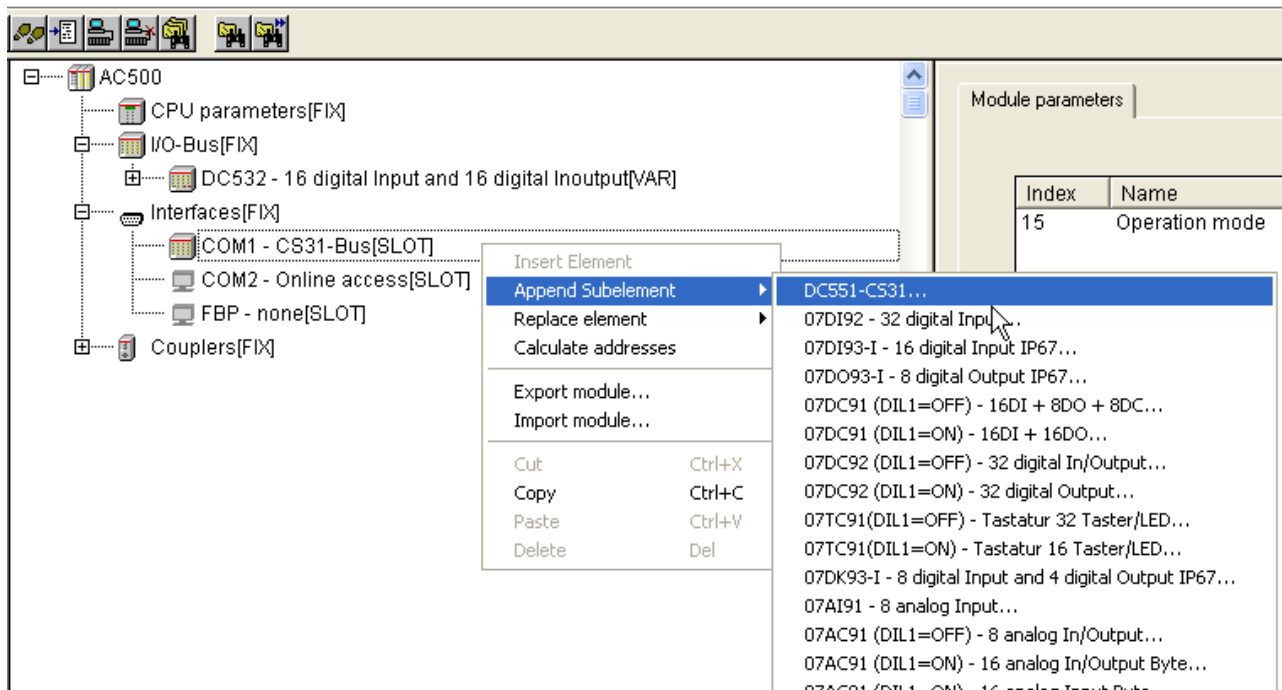 AC500
CPU parameters[FIX]
I/O-Bus[FIX]
DC532 - 16 digital Input and 16 digital Inoutput[VAR]
Interfaces[FIX]
COM1 - CS31-Bus[SLOT]
COM2 - Online access[SLOT]
FBP - none[SLOT]
Couplers[FIX]
Module parameters
Index Name
15 Operation mode
Insert Element
Append Subelement
Replace element
Calculate addresses
Export module...
Import module...
Cut Ctrl+X
Copy Ctrl+C
Paste Ctrl+V
Delete Del
DC551-CS31...
07DI92 - 32 digital Input...
07DI93-I - 16 digital Input IP67...
07DO93-I - 8 digital Output IP67...
07DC91 (DIL1=OFF) - 16DI + 8DO + 8DC...
07DC91 (DIL1=ON) - 16DI + 16DO...
07DC92 (DIL1=OFF) - 32 digital In/Output...
07DC92 (DIL1=ON) - 32 digital Output...
07TC91(DIL1=OFF) - Tastatur 32 Taster/LED...
07TC91(DIL1=ON) - Tastatur 16 Taster/LED...
07DK93-I - 8 digital Input and 4 digital Output IP67...
07AI91 - 8 analog Input...
07AC91 (DIL1=OFF) - 8 analog In/Output...
07AC91 (DIL1=ON) - 16 analog In/Output Byte...
07AC91 (DIL1=ON) - 16 analog Input Byte